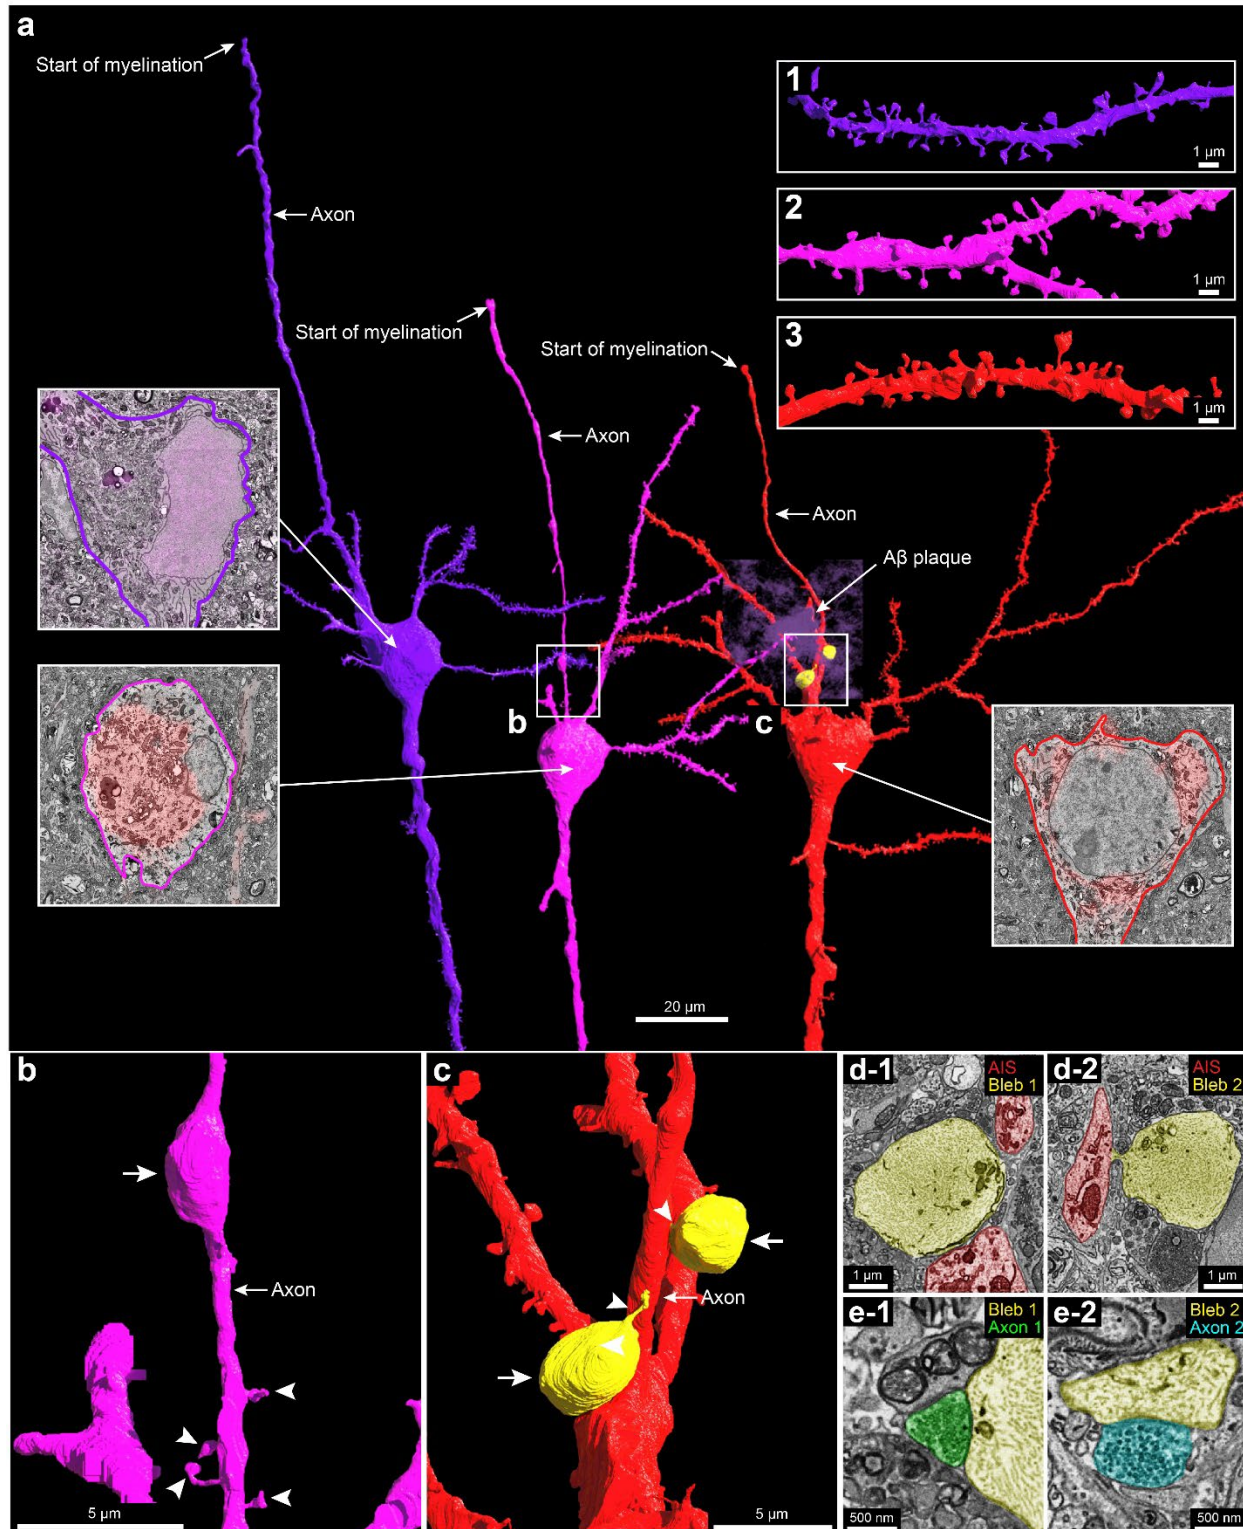 a
Start of myelination
Axon
Start of myelination
Axon
Start of myelination
Axon
Aβ plaque
1
1 µm
2
1 µm
3
1 µm
b
c
20 µm
b
Axon
5 µm
c
Axon
5 µm
d-1
AIS
Bleb 1
1 µm
d-2
AIS
Bleb 2
1 µm
e-1
Bleb 1
Axon 1
500 nm
e-2
Bleb 2
Axon 2
500 nm